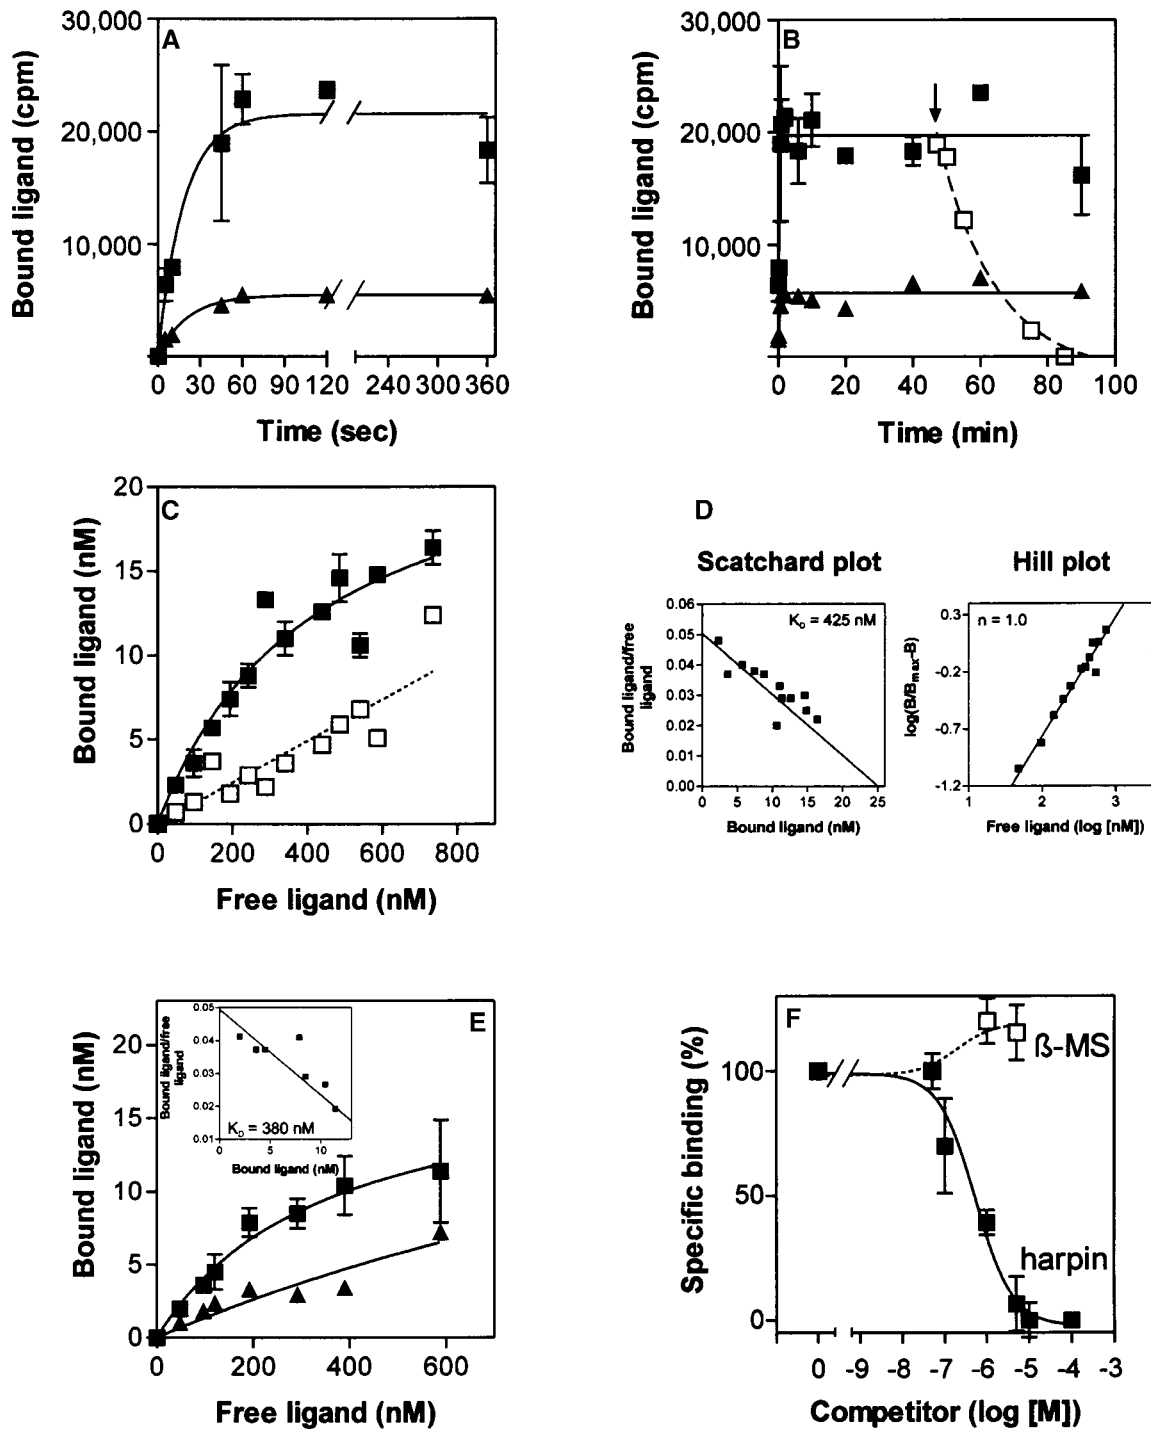 A
30,000
20,000
10,000
Bound ligand (cpm)
0 30 60 90 120 240 300 360
Time (sec)
B
30,000
20,000
10,000
Bound ligand (cpm)
0 20 40 60 80 100
Time (min)
C
20
15
10
5
0
Bound ligand (nM)
0 200 400 600 800
Free ligand (nM)
D
Scatchard plot
K_D = 425 nM
0.06
0.05
0.04
0.03
0.02
0.01
0.00
Bound ligand/free
ligand
0 5 10 15 20 25
Bound ligand (nM)
Hill plot
n = 1.0
0.3
-0.2
-0.7
-1.2
log(B/B_max-B)
1 2 3
Free ligand (log [nM])
E
20
15
10
5
0
Bound ligand (nM)
0.05
0.04
0.03
0.02
0.01
Bound ligand/free
ligand
K_D = 380 nM
0 5 10
Bound ligand (nM)
0 200 400 600
Free ligand (nM)
F
100
50
0
Specific binding (%)
ß-MS
harpin
0 -9 -8 -7 -6 -5 -4 -3
Competitor (log [M])